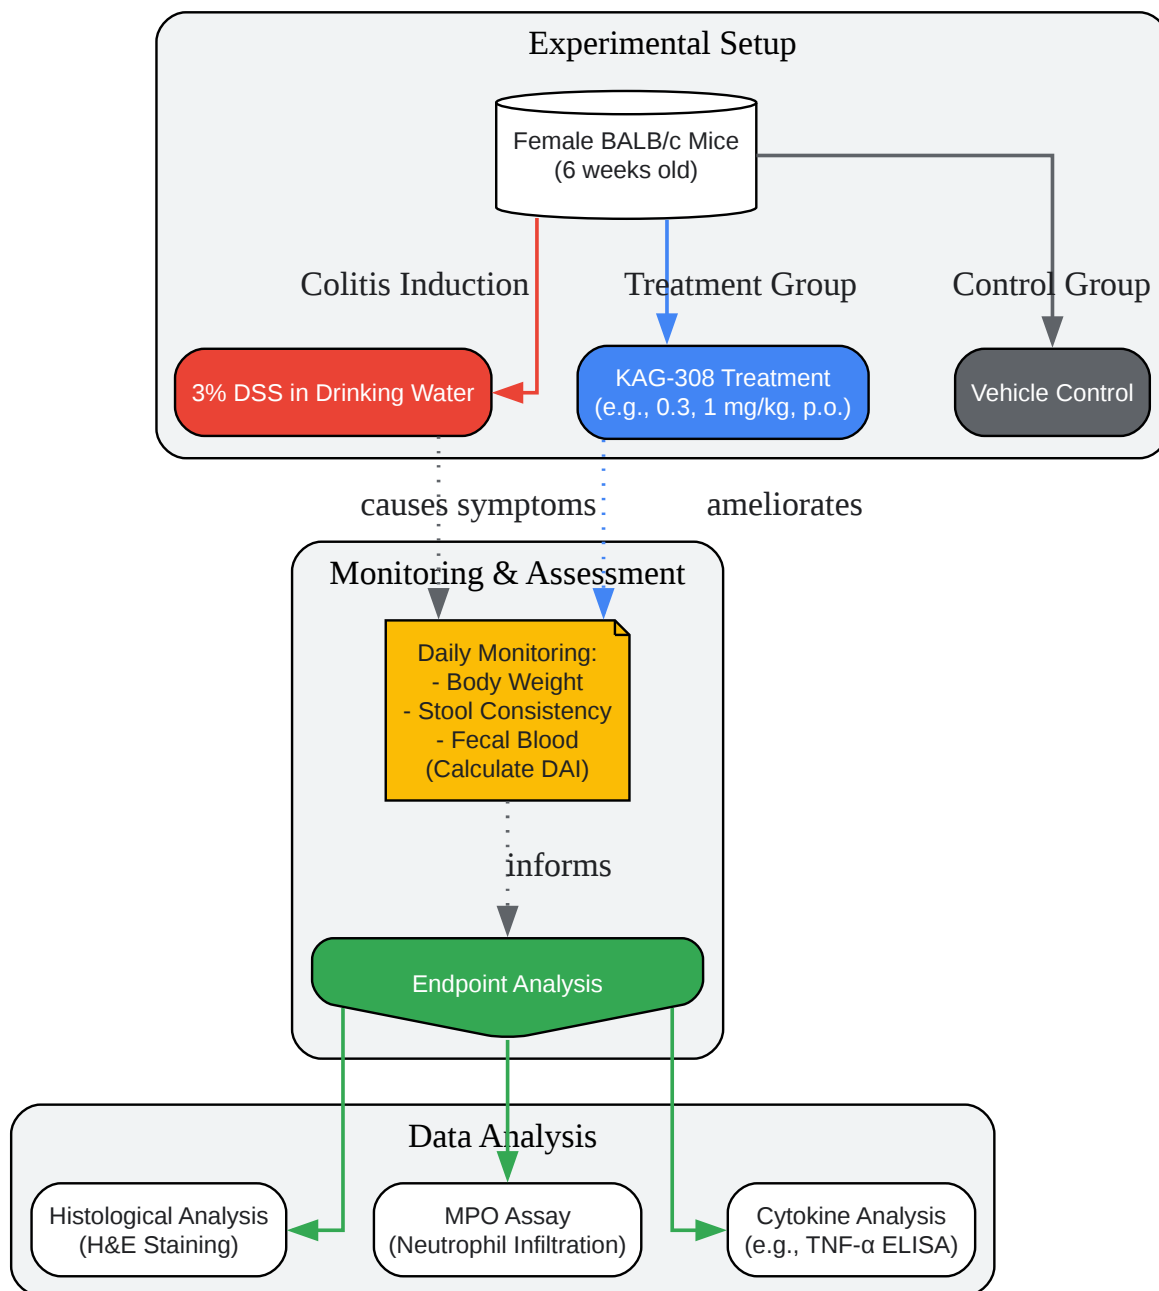 Experimental Setup
Female BALB/c Mice
(6 weeks old)
Colitis Induction
Treatment Group
Control Group
3% DSS in Drinking Water
KAG-308 Treatment
(e.g., 0.3, 1 mg/kg, p.o.)
Vehicle Control
causes symptoms
ameliorates
Monitoring & Assessment
Daily Monitoring:
- Body Weight
- Stool Consistency
- Fecal Blood
(Calculate DAI)
informs
Endpoint Analysis
Data Analysis
Histological Analysis
(H&E Staining)
MPO Assay
(Neutrophil Infiltration)
Cytokine Analysis
(e.g., TNF-α ELISA)